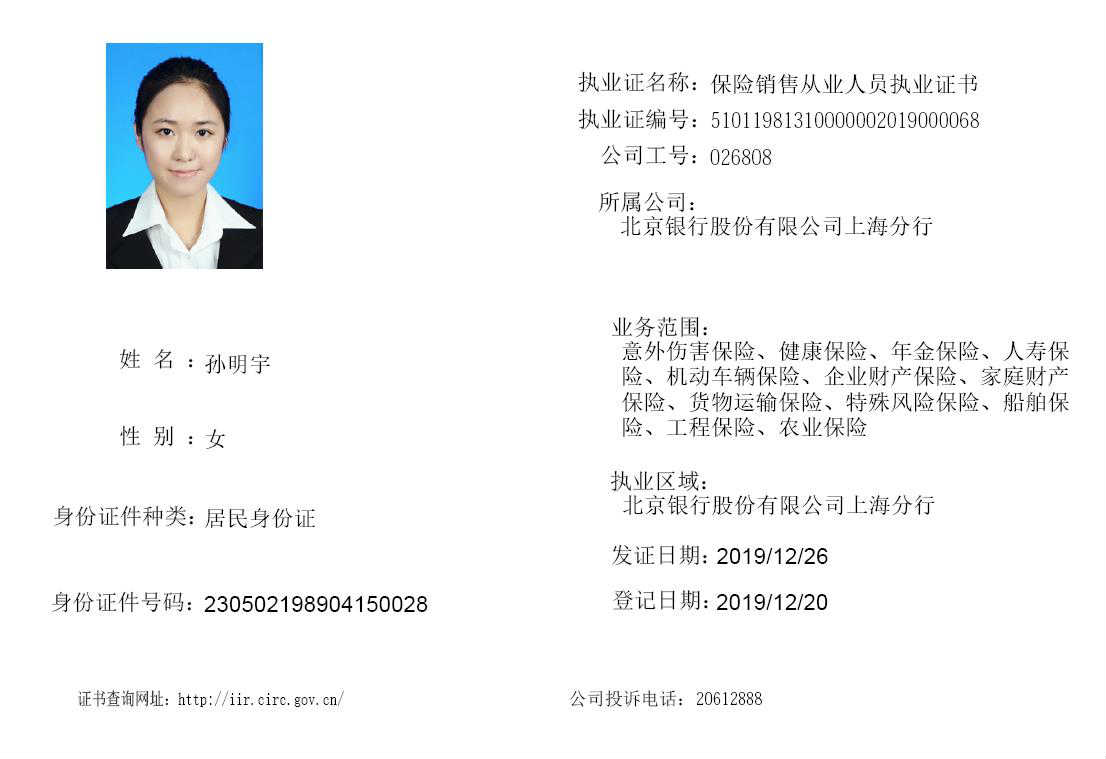 姓 名 ：孙明宇
性 别 ：女
身份证件种类：居民身份证
身份证件号码：230502198904150028
证书查询网址：http://iir.circ.gov.cn/
执业证名称：保险销售从业人员执业证书
执业证编号：51011981310000002019000068
公司工号：026808
所属公司：
北京银行股份有限公司上海分行
业务范围：
意外伤害保险、健康保险、年金保险、人寿保
险、机动车辆保险、企业财产保险、家庭财产
保险、货物运输保险、特殊风险保险、船舶保
险、工程保险、农业保险
执业区域：
北京银行股份有限公司上海分行
发证日期：2019/12/26
登记日期：2019/12/20
公司投诉电话：20612888